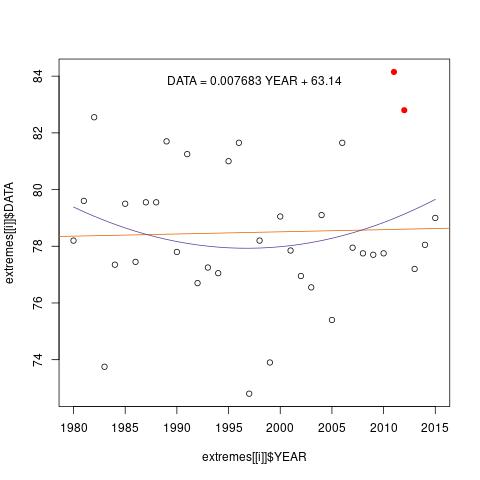 DATA = 0.007683 YEAR + 63.14
84
82
80
78
76
74
extremes[[i]]$DATA
1980 1985 1990 1995 2000 2005 2010 2015
extremes[[i]]$YEAR